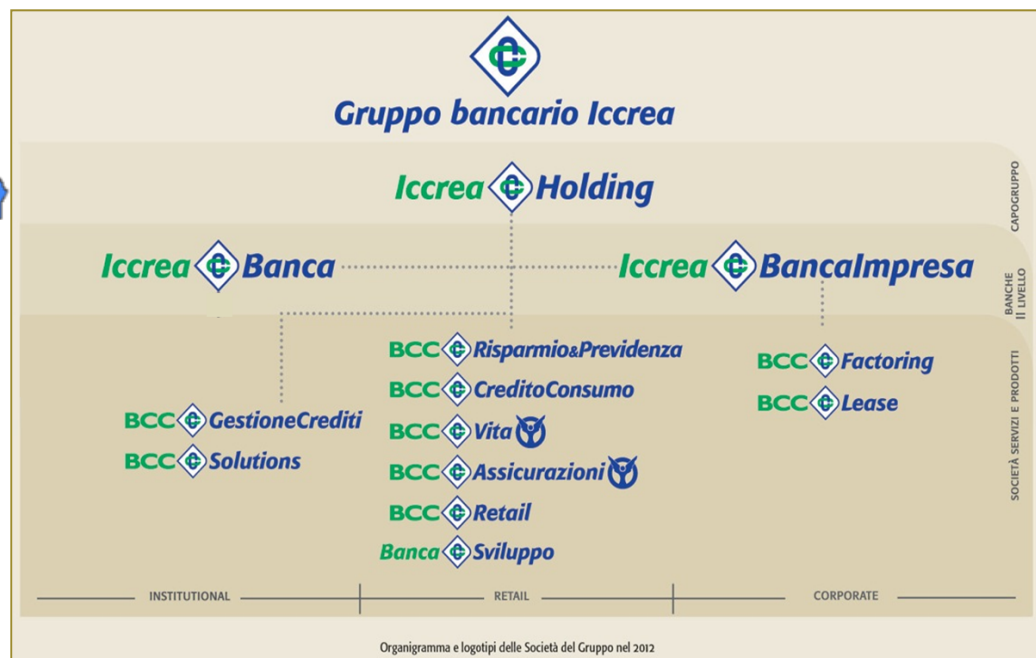 Gruppo bancario Iccrea
Iccrea Holding
CAPOGRUPPO
Iccrea Banca
Iccrea BancaImpresa
BANCHE
II LIVELLO
BCC GestioneCrediti
BCC Solutions
BCC Risparmio&Previdenza
BCC CreditoConsumo
BCC Vita
BCC Assicurazioni
BCC Retail
Banca Sviluppo
BCC Factoring
BCC Lease
SOCIETÀ SERVIZI E PRODOTTI
INSTITUTIONAL
RETAIL
CORPORATE
Organigramma e logotipi delle Società del Gruppo nel 2012